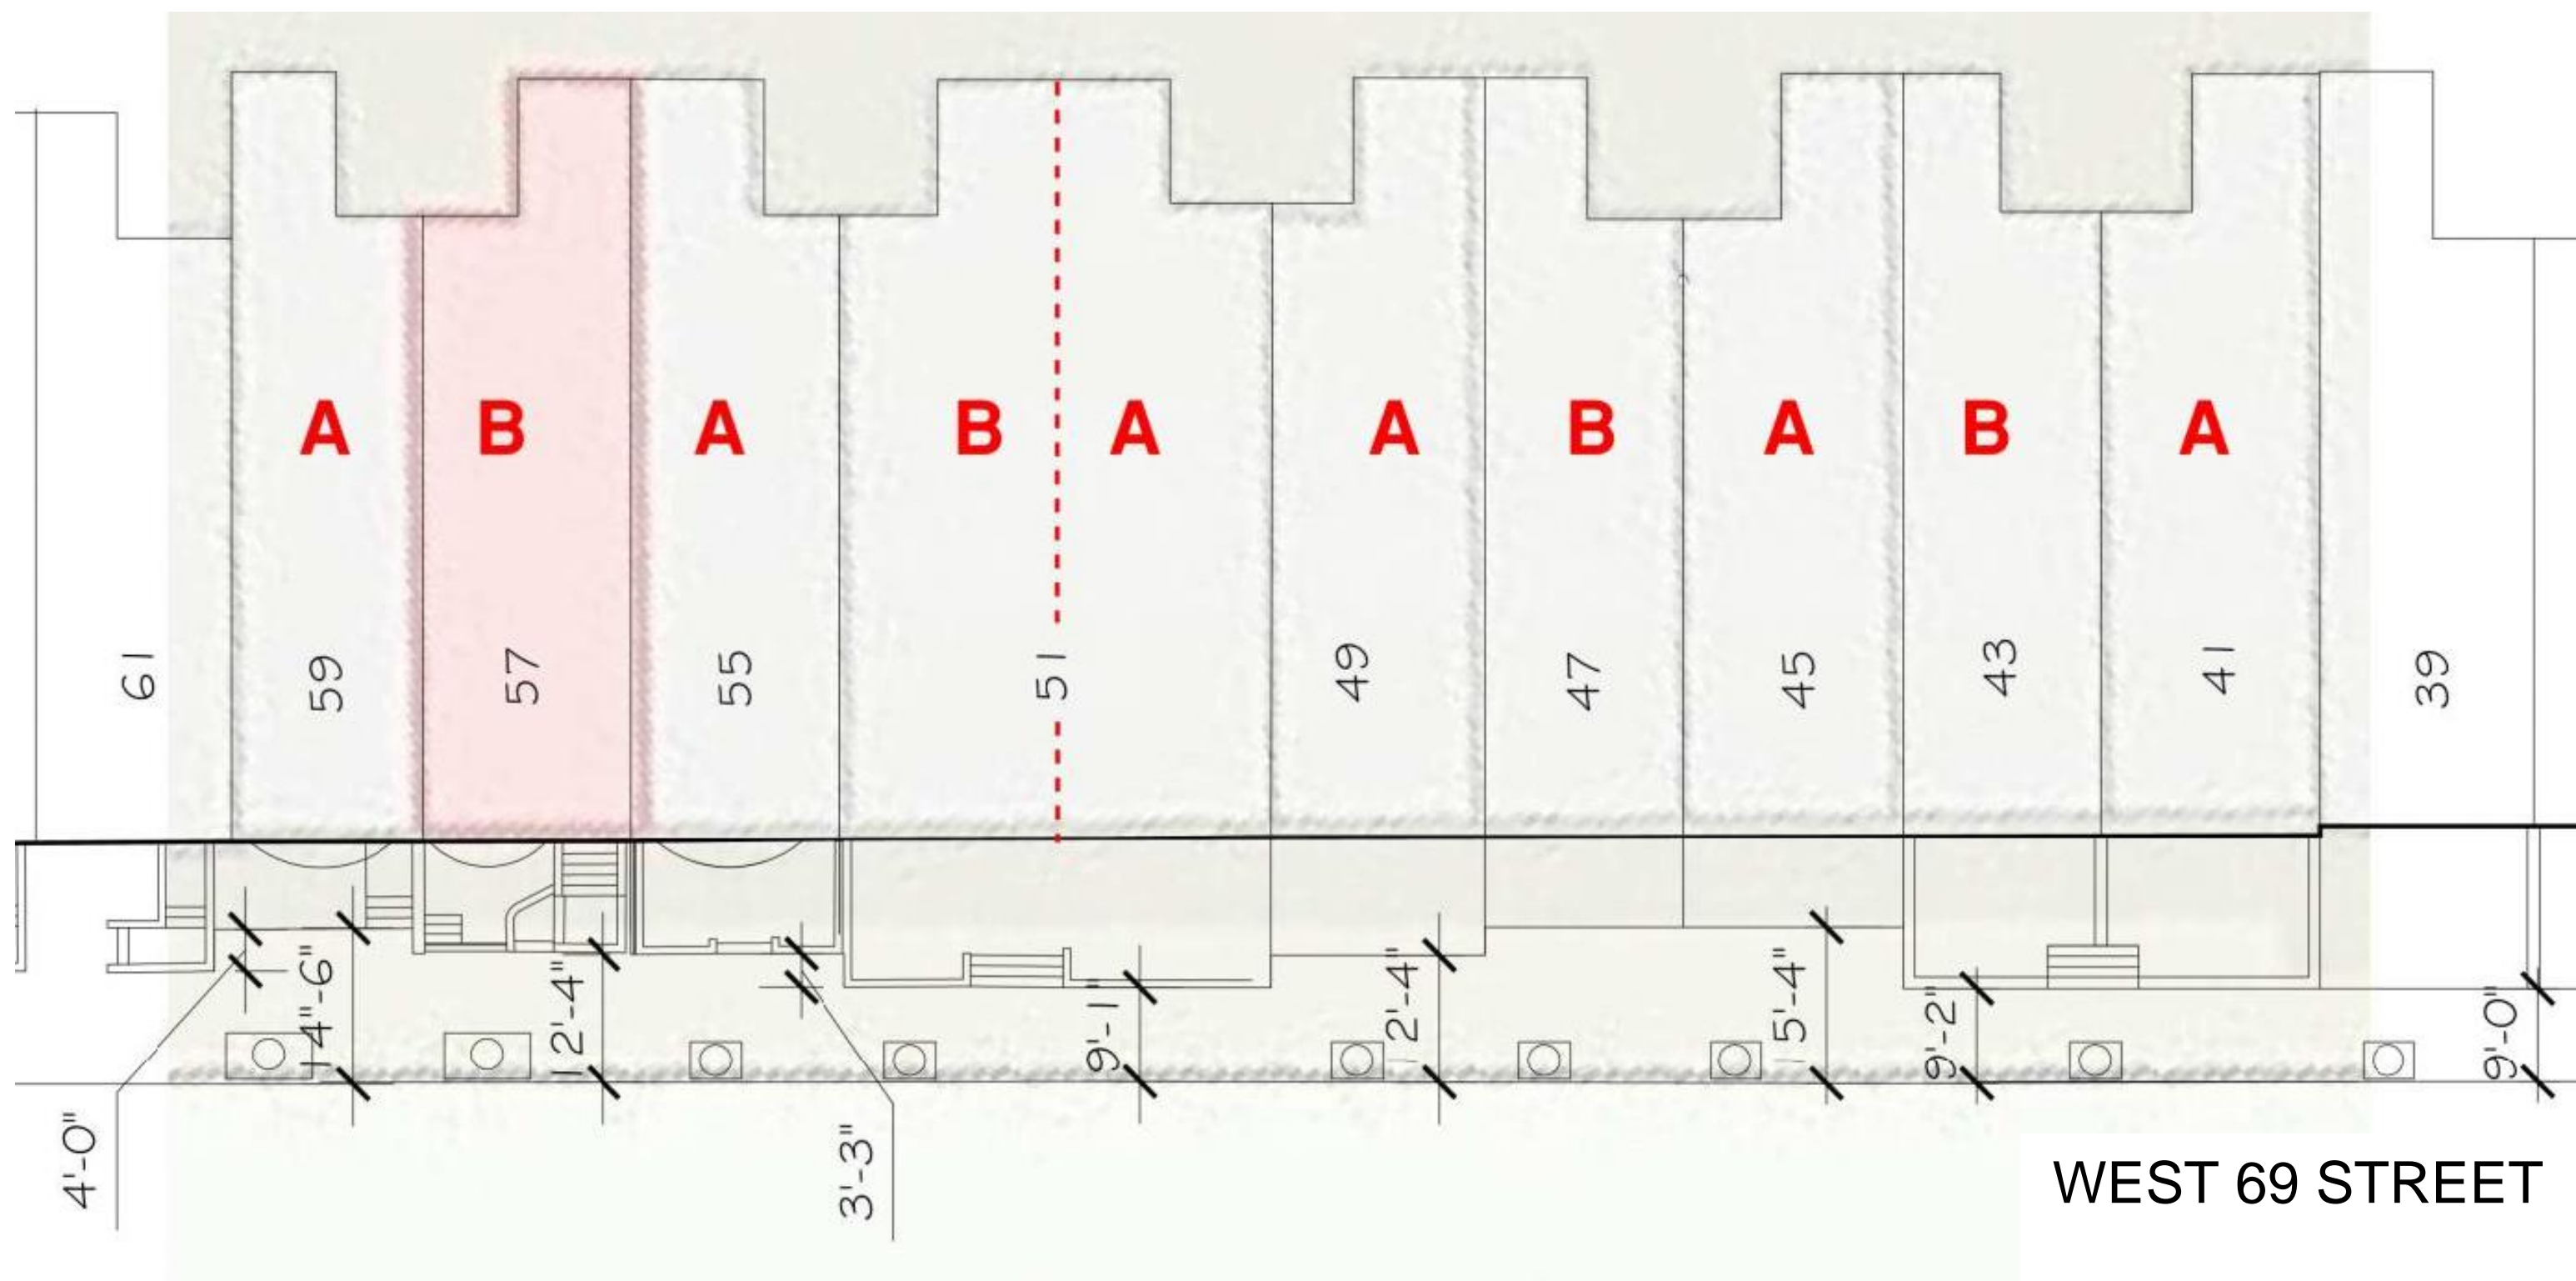 A B A B A A B A B A
61 59 57 55 51 49 47 45 43 41 39
14"-6" 12'-4" 9'-1" 12'-4" 15'-4" 9'-2" 9'-0"
4'-0" 3'-3"
WEST 69 STREET